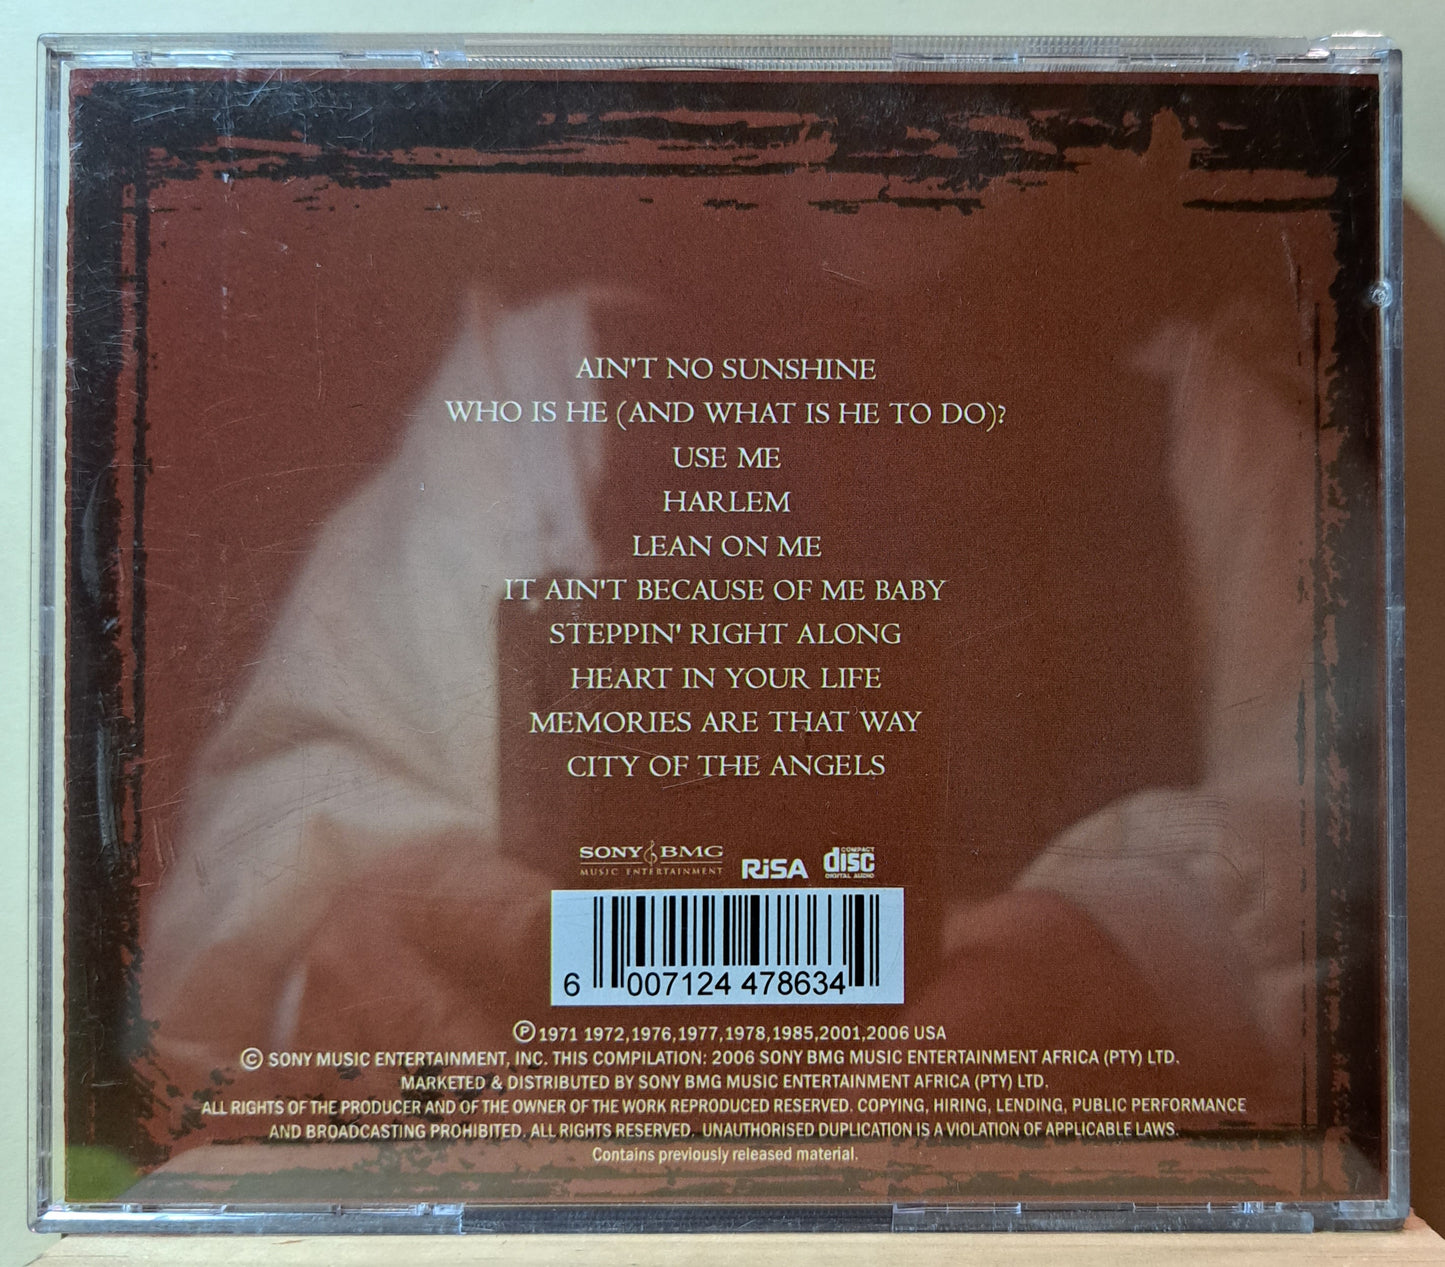 AIN'T NO SUNSHINE
WHO IS HE (AND WHAT IS HE TO DO)?
USE ME
HARLEM
LEAN ON ME
IT AIN'T BECAUSE OF ME BABY
STEPPIN' RIGHT ALONG
HEART IN YOUR LIFE
MEMORIES ARE THAT WAY
CITY OF THE ANGELS
SONY BMG
MUSIC ENTERTAINMENT
RiSA
COMPACT
disc
DIGITAL AUDIO
6 007124 478634
℗ 1971 1972,1976,1977,1978,1985,2001,2006 USA
© SONY MUSIC ENTERTAINMENT, INC. THIS COMPILATION: 2006 SONY BMG MUSIC ENTERTAINMENT AFRICA (PTY) LTD.
MARKETED & DISTRIBUTED BY SONY BMG MUSIC ENTERTAINMENT AFRICA (PTY) LTD.
ALL RIGHTS OF THE PRODUCER AND OF THE OWNER OF THE WORK REPRODUCED RESERVED. COPYING, HIRING, LENDING, PUBLIC PERFORMANCE
AND BROADCASTING PROHIBITED. ALL RIGHTS RESERVED. UNAUTHORISED DUPLICATION IS A VIOLATION OF APPLICABLE LAWS.
Contains previously released material.